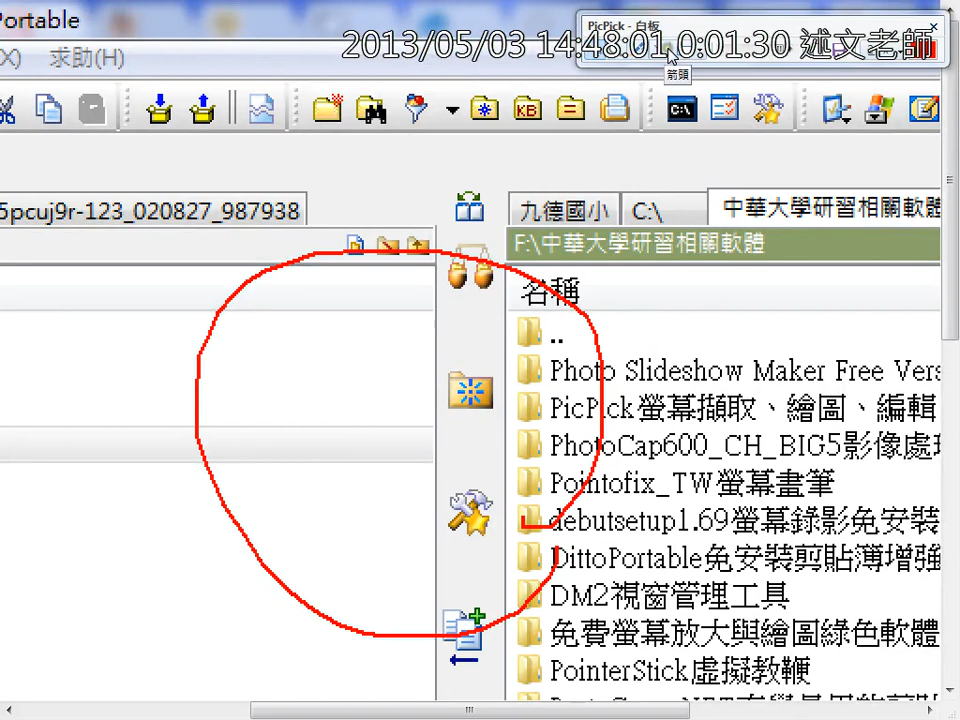 Portable
PicPick - 白板
2013/05/03 14:48:01 0:01:30 述文老師
(X) 求助(H)
箭頭
KB
C:\
5pcuj9r-123_020827_987938
九德國小
C:\
中華大學研習相關軟體
F:\中華大學研習相關軟體
名稱
..
Photo Slideshow Maker Free Vers
PicPick螢幕擷取、繪圖、編輯
PhotoCap600_CH_BIG5影像處理
Pointofix_TW螢幕畫筆
debutsetup1.69螢幕錄影免安裝
DittoPortable免安裝剪貼薄增強
DM2視窗管理工具
免費螢幕放大與繪圖綠色軟體
PointerStick虛擬教鞭